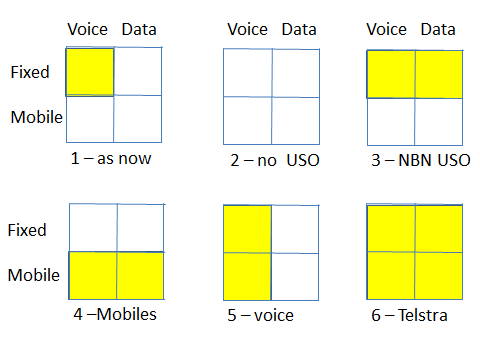 Voice Data Voice Data Voice Data
Fixed
Mobile
1 – as now 2 – no USO 3 – NBN USO
Fixed
Mobile
4 –Mobiles 5 – voice 6 – Telstra